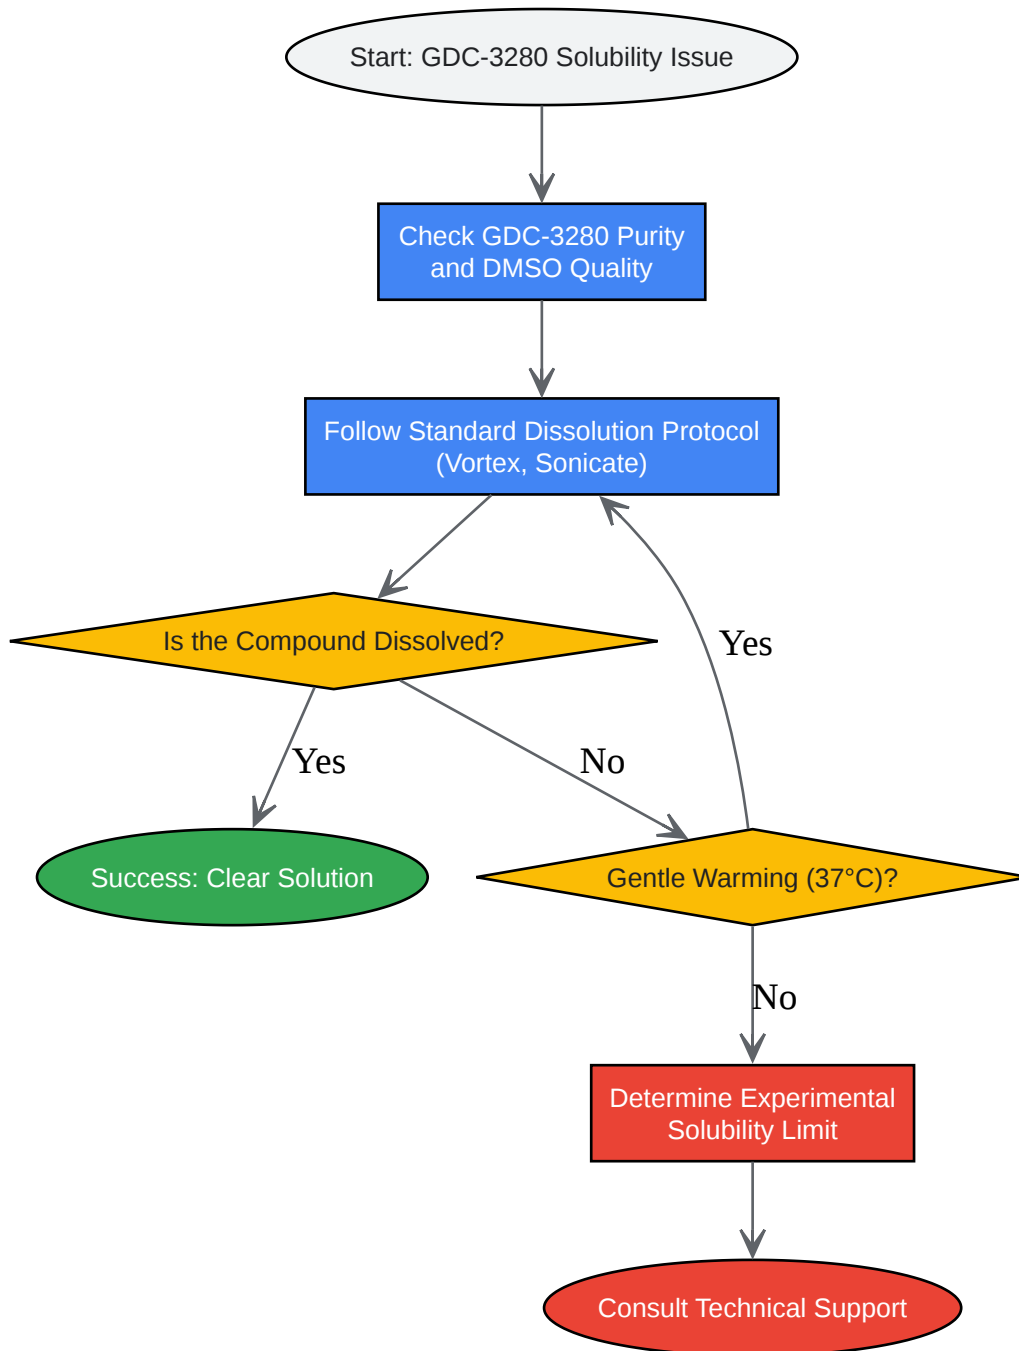 Start: GDC-3280 Solubility Issue
Check GDC-3280 Purity
and DMSO Quality
Follow Standard Dissolution Protocol
(Vortex, Sonicate)
Is the Compound Dissolved?
Yes
Yes
No
Success: Clear Solution
Gentle Warming (37°C)?
No
Determine Experimental
Solubility Limit
Consult Technical Support